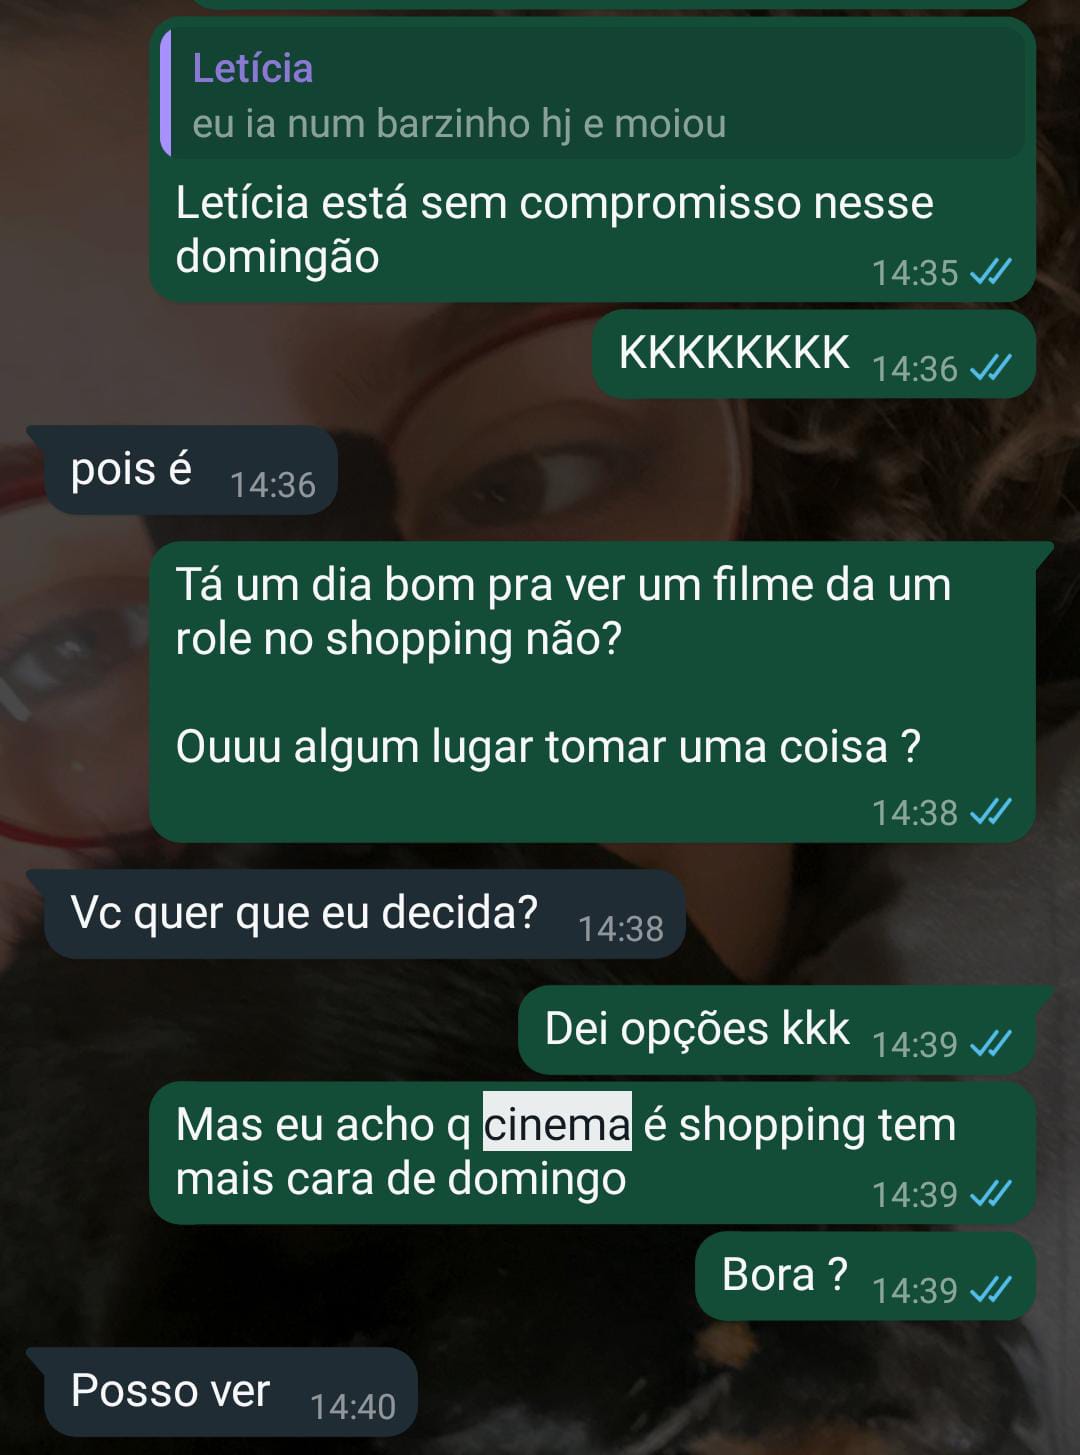 Letícia
eu ia num barzinho hj e moiou
Letícia está sem compromisso nesse
domingão
14:35
KKKKKKKK 14:36
pois é 14:36
Tá um dia bom pra ver um filme da um
role no shopping não?
Ouuu algum lugar tomar uma coisa ?
14:38
Vc quer que eu decida? 14:38
Dei opções kkk 14:39
Mas eu acho q cinema é shopping tem
mais cara de domingo 14:39
Bora ? 14:39
Posso ver 14:40